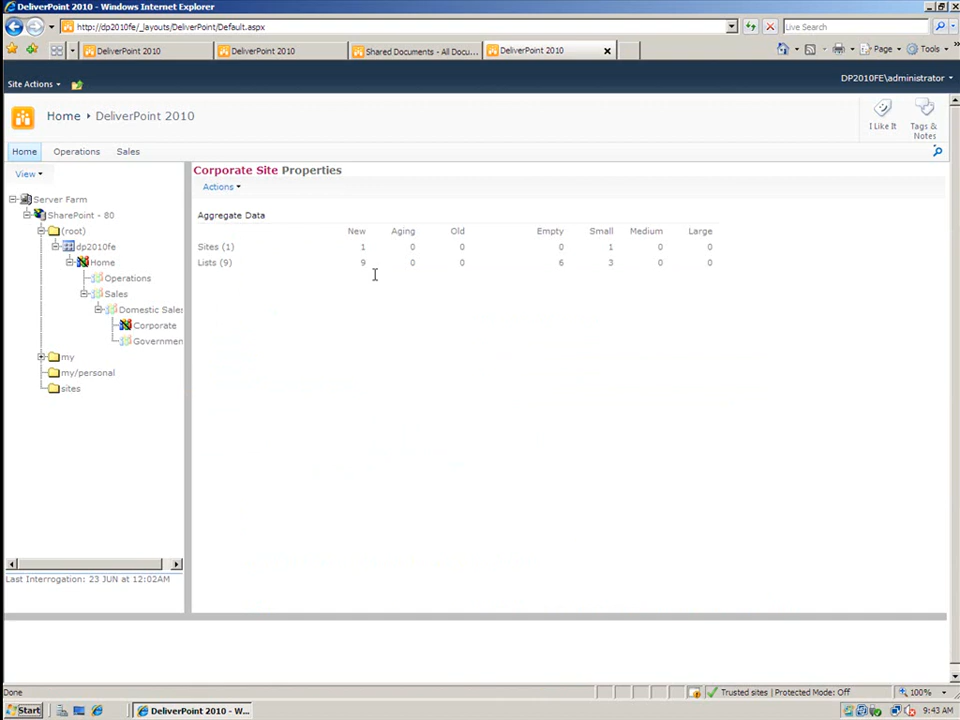 DeliverPoint 2010 - Windows Internet Explorer
http://dp2010fe/_layouts/DeliverPoint/Default.aspx
Live Search
DeliverPoint 2010
DeliverPoint 2010
Shared Documents - All Docu...
DeliverPoint 2010
Page
Tools
Site Actions
DP2010FE\administrator
Home
DeliverPoint 2010
I Like It
Tags &
Notes
Home
Operations
Sales
View
Server Farm
SharePoint - 80
(root)
dp2010fe
Home
Operations
Sales
Domestic Sales
Corporate
Governmen
my
my/personal
sites
Last Interrogation: 23 JUN at 12:02AM
Corporate Site Properties
Actions
Aggregate Data
New Aging Old Empty Small Medium Large
Sites (1) 1 0 0 0 1 0 0
Lists (9) 9 0 0 6 3 0 0
Done
Trusted sites | Protected Mode: Off
100%
Start
DeliverPoint 2010 - W...
9:43 AM